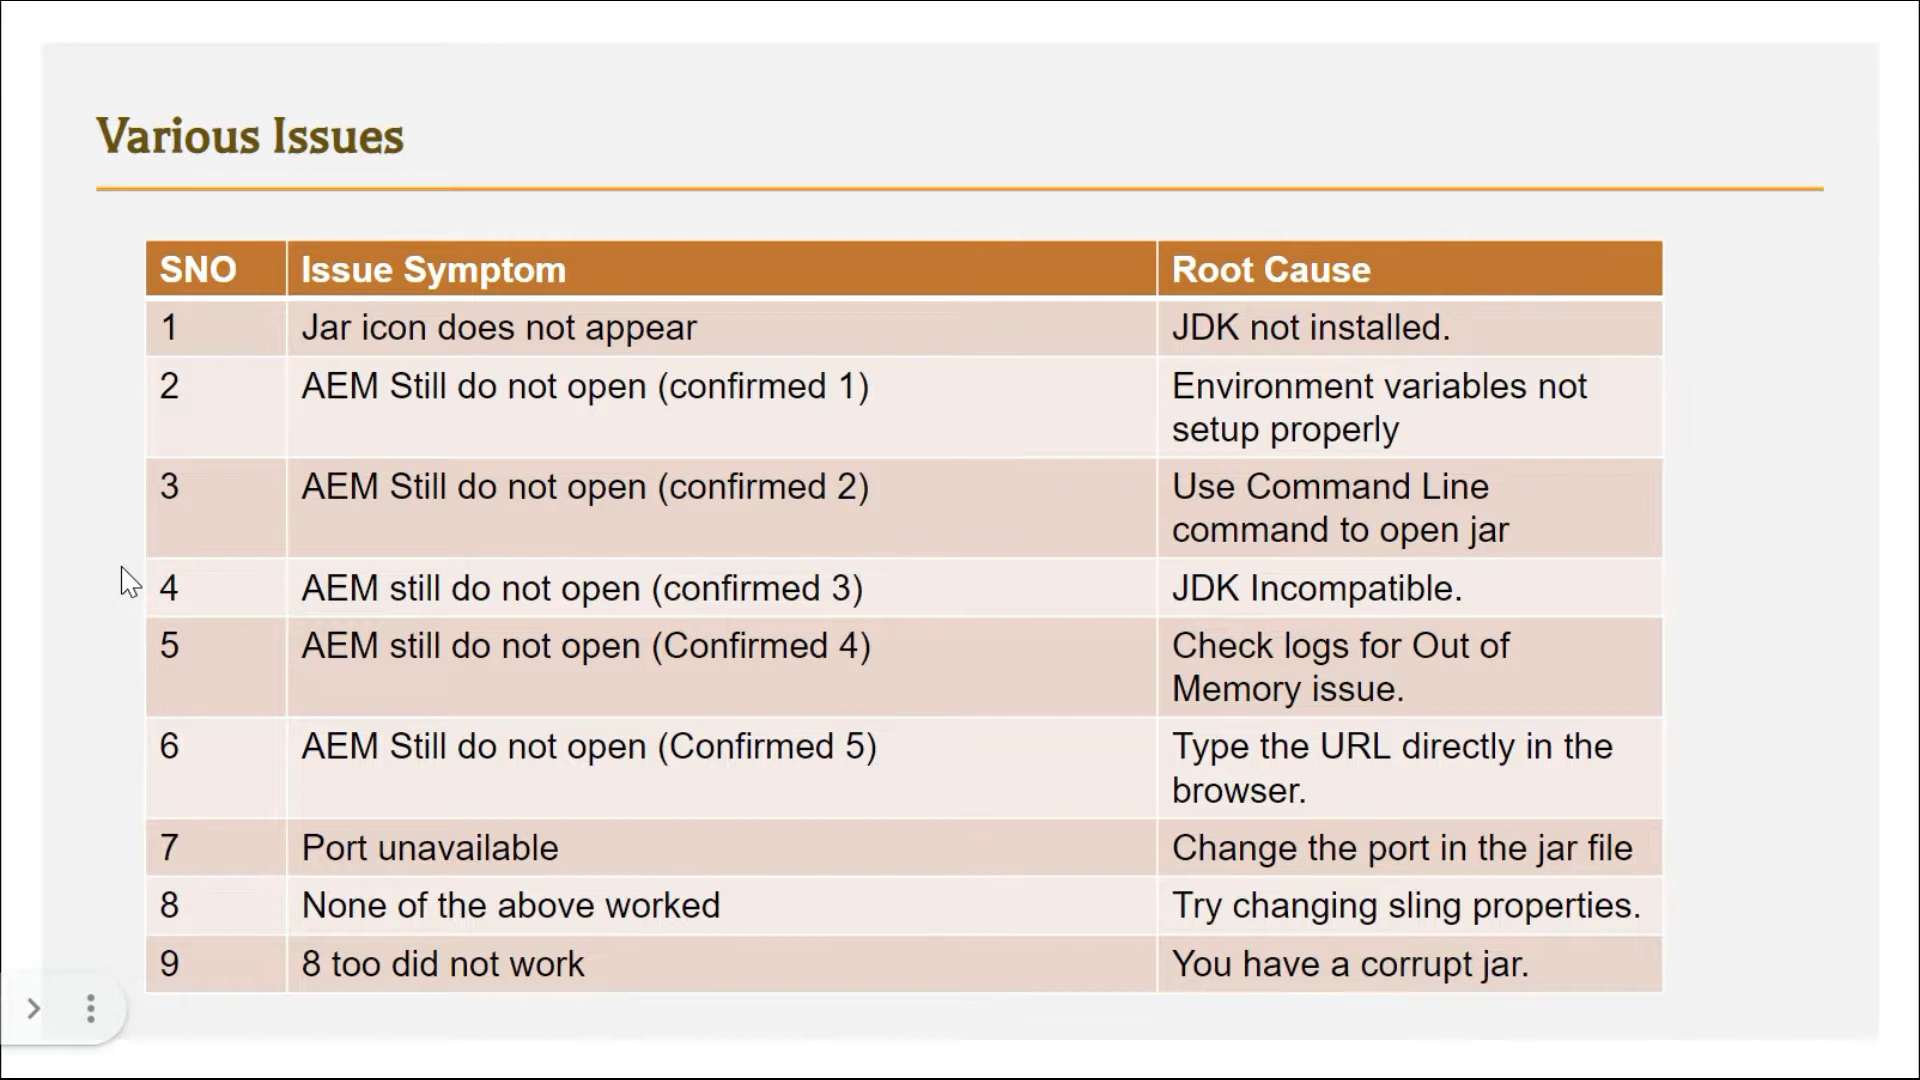 Various Issues
SNO Issue Symptom Root Cause
1 Jar icon does not appear JDK not installed.
2 AEM Still do not open (confirmed 1) Environment variables not
setup properly
3 AEM Still do not open (confirmed 2) Use Command Line
command to open jar
4 AEM still do not open (confirmed 3) JDK Incompatible.
5 AEM still do not open (Confirmed 4) Check logs for Out of
Memory issue.
6 AEM Still do not open (Confirmed 5) Type the URL directly in the
browser.
7 Port unavailable Change the port in the jar file
8 None of the above worked Try changing sling properties.
9 8 too did not work You have a corrupt jar.